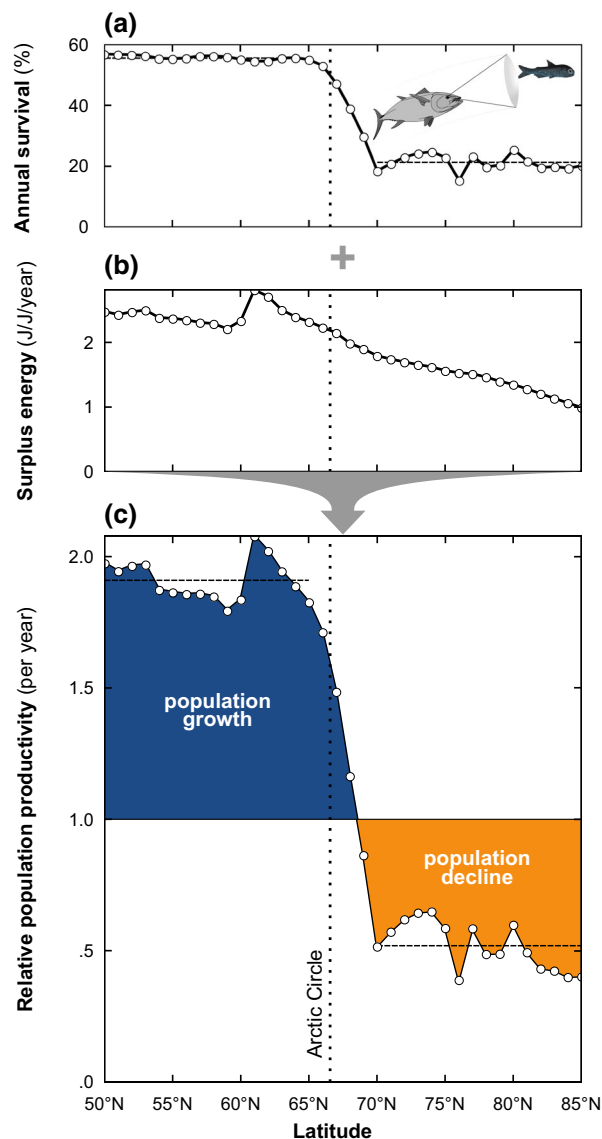 (a)
Annual survival (%)
60
40
20
0
(b)
Surplus energy (J/J/year)
2
1
0
(c)
Relative population productivity (per year)
2.0
1.5
1.0
.5
.0
population
growth
population
decline
Arctic Circle
50°N
55°N
60°N
65°N
70°N
75°N
80°N
85°N
Latitude